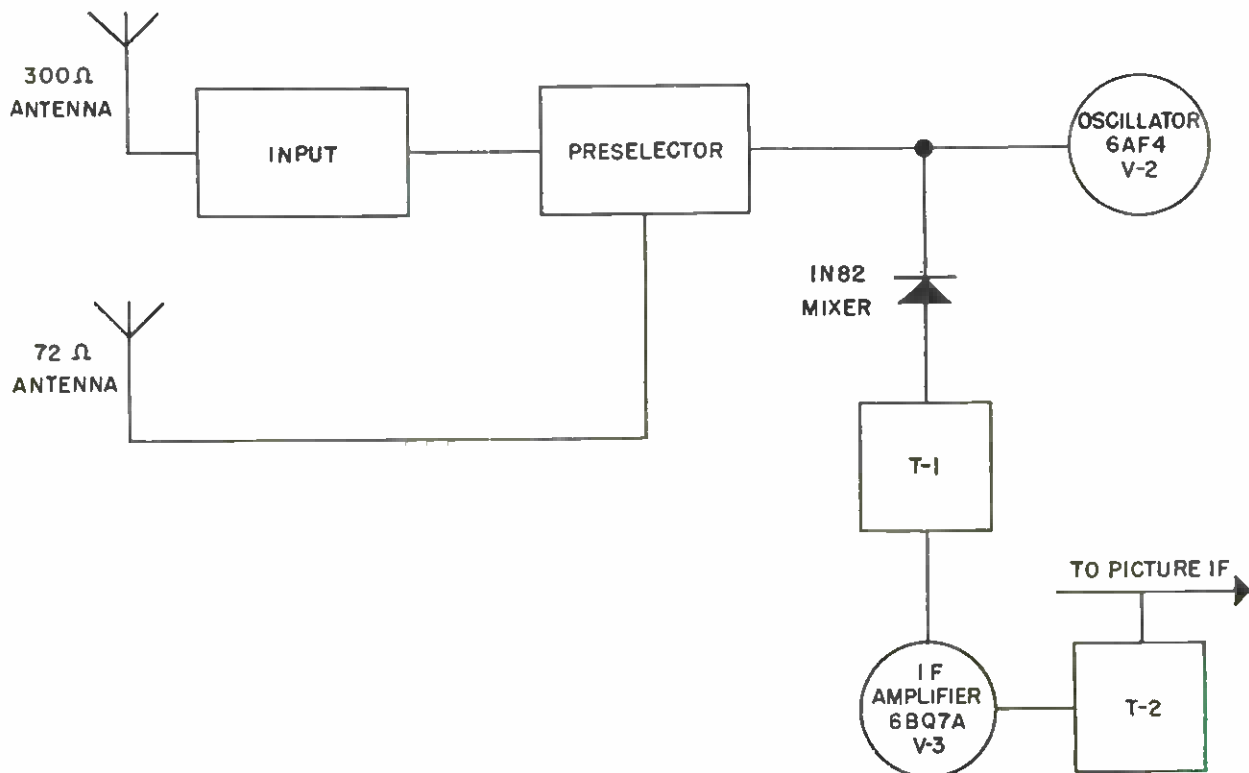 300Ω
ANTENNA
INPUT
PRESELECTOR
OSCILLATOR
6AF4
V-2
IN82
MIXER
72 Ω
ANTENNA
T-1
TO PICTURE IF
IF
AMPLIFIER
6BQ7A
V-3
T-2